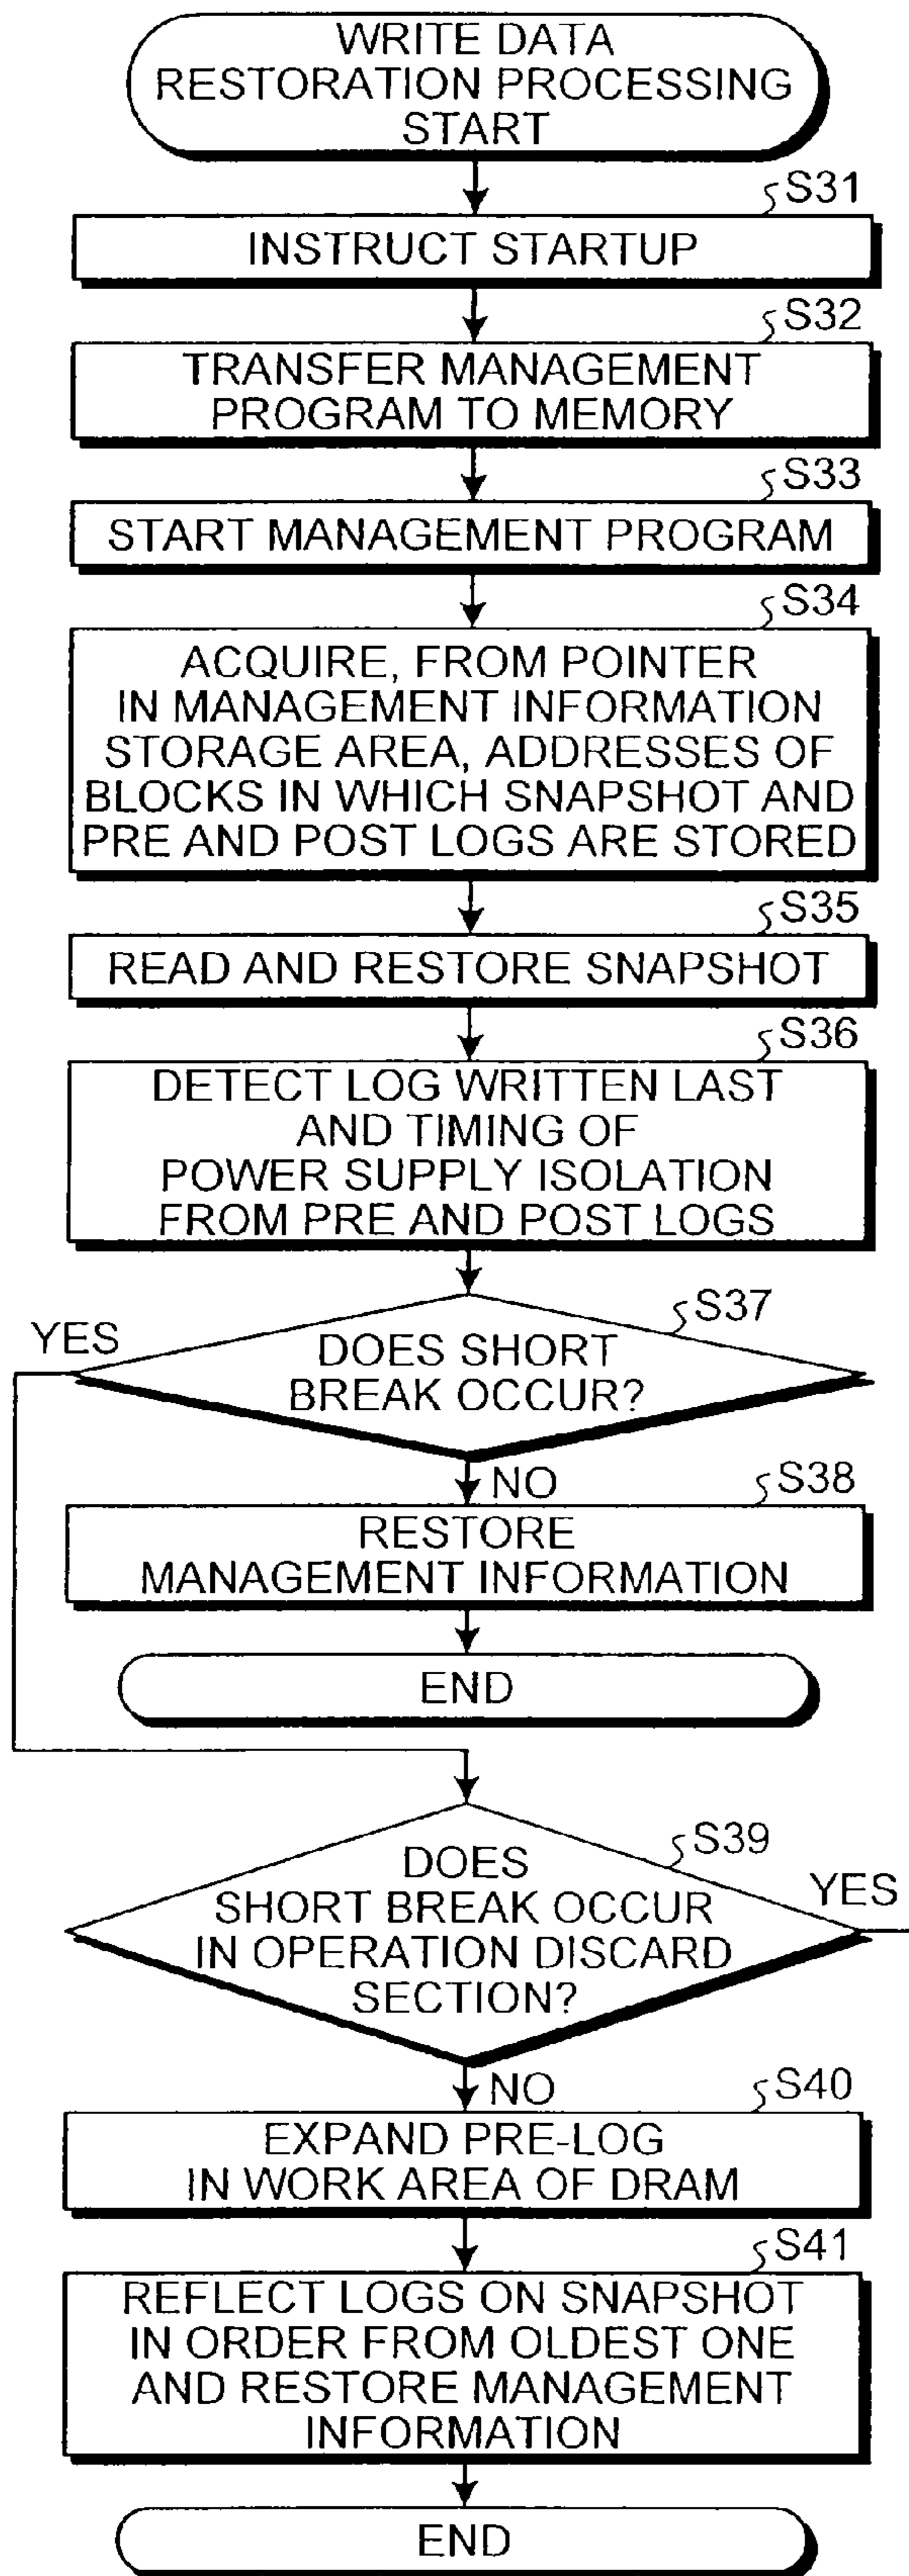 WRITE DATA
RESTORATION PROCESSING
START
S31
INSTRUCT STARTUP
S32
TRANSFER MANAGEMENT
PROGRAM TO MEMORY
S33
START MANAGEMENT PROGRAM
S34
ACQUIRE, FROM POINTER
IN MANAGEMENT INFORMATION
STORAGE AREA, ADDRESSES OF
BLOCKS IN WHICH SNAPSHOT AND
PRE AND POST LOGS ARE STORED
S35
READ AND RESTORE SNAPSHOT
S36
DETECT LOG WRITTEN LAST
AND TIMING OF
POWER SUPPLY ISOLATION
FROM PRE AND POST LOGS
S37
YES
DOES SHORT
BREAK OCCUR?
NO
S38
RESTORE
MANAGEMENT INFORMATION
END
S39
DOES
SHORT BREAK OCCUR
IN OPERATION DISCARD
SECTION?
YES
NO
S40
EXPAND PRE-LOG
IN WORK AREA OF DRAM
S41
REFLECT LOGS ON SNAPSHOT
IN ORDER FROM OLDEST ONE
AND RESTORE MANAGEMENT
INFORMATION
END